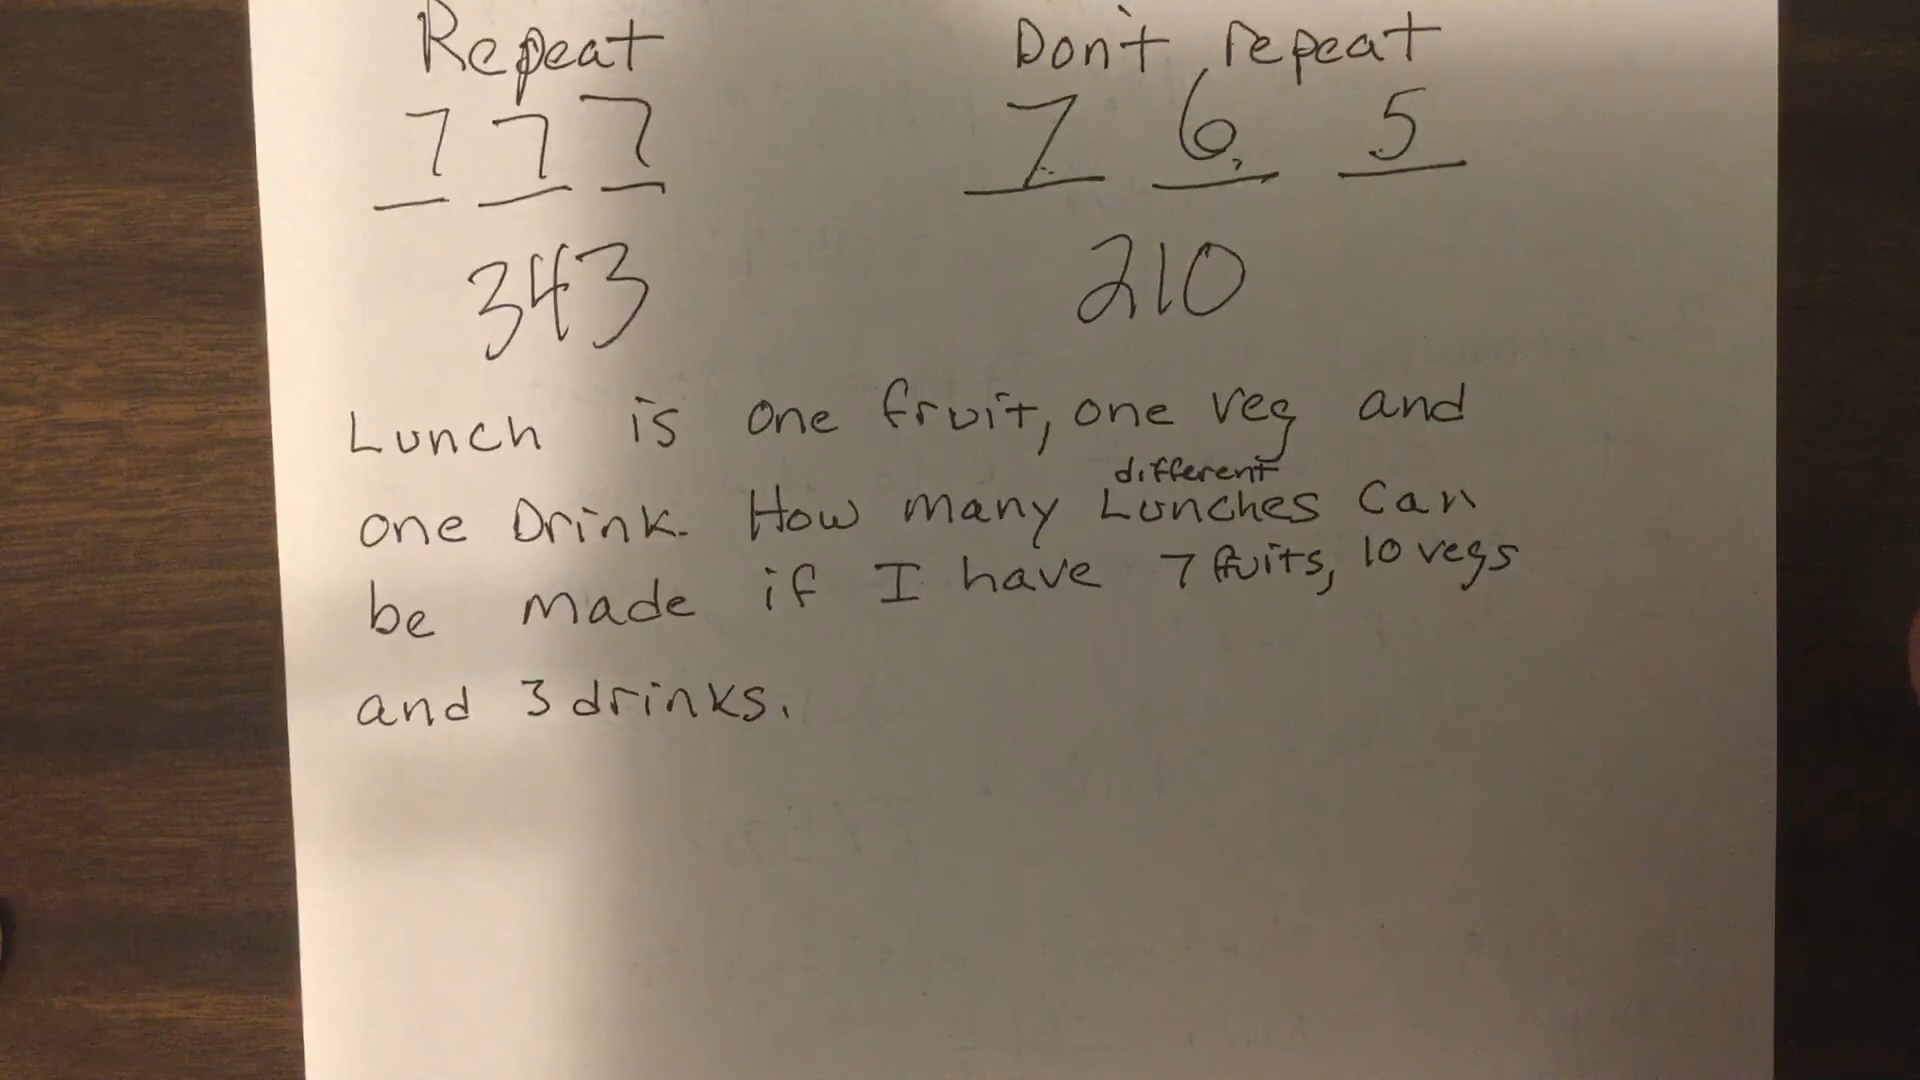 Repeat Don't repeat
7 7 7 7 6 5
343 210
Lunch is one fruit, one veg and
different
one Drink. How many Lunches can
be made if I have 7 fruits, 10 vegs
and 3 drinks.